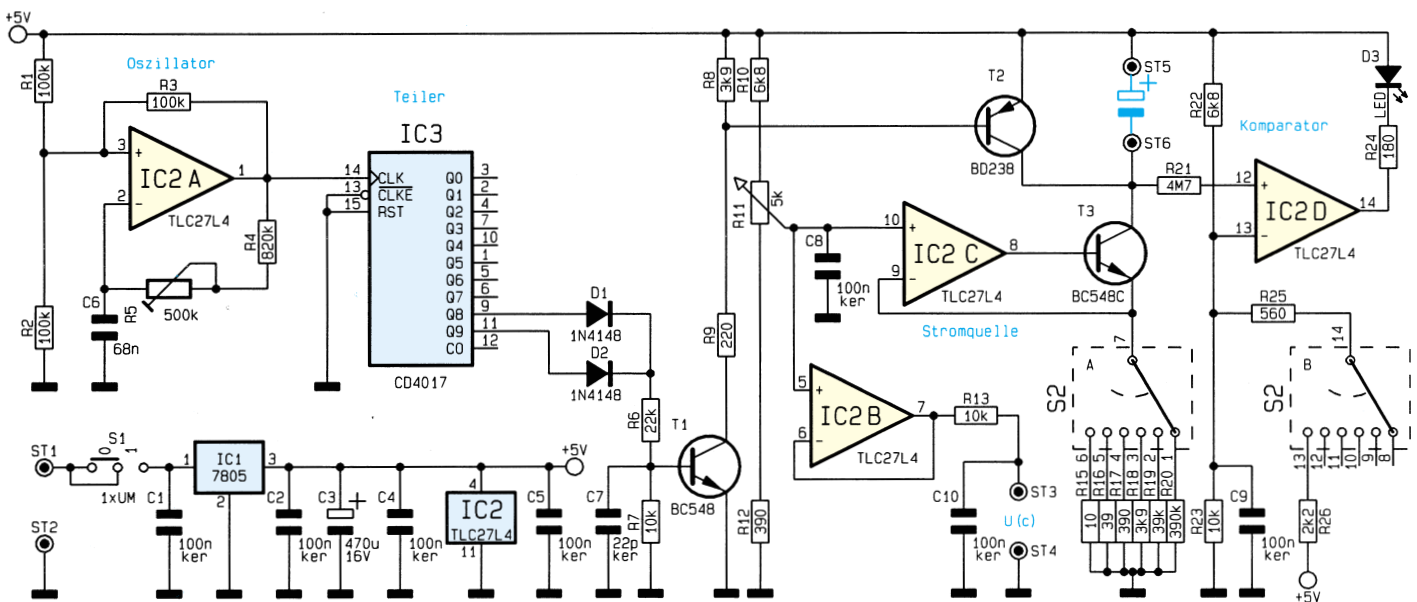 +5V
Oszillator
R1
100k
R3
100k
3
+
2
-
1
IC2 A
TLC27L4
R4
820k
R2
100k
C6
68n
R5
500k
Teiler
IC3
14
13
15
CLK
CLKE
RST
Q0
Q1
Q2
Q3
Q4
Q5
Q6
Q7
Q8
Q9
CO
3
2
4
7
10
1
5
6
9
11
12
CD4017
D1
1N4148
D2
1N4148
R6
22k
T1
BC548
C7
22p
ker
R7
10k
R8
3k9
R10
6k8
R9
220
R11
5k
R12
390
T2
BD238
C8
100n
ker
10
+
9
-
8
IC2 C
TLC27L4
Stromquelle
T3
BC548C
5
+
6
-
7
IC2 B
TLC27L4
R13
10k
C10
100n
ker
ST3
U(c)
ST4
ST5
+
ST6
R21
4M7
R22
6k8
Komparator
12
+
13
-
14
IC2 D
TLC27L4
D3
LED
R24
180
R25
560
7
A
S2
6
5
4
3
2
1
R15
R16
R17
R18
R19
R20
10
39
390
3k9
39k
390k
14
B
S2
13
12
11
10
9
8
R23
10k
C9
100n
ker
2k2
R26
+5V
ST1
S1
0
1
1xUM
ST2
C1
100n
ker
1
IC1
7805
3
2
C2
100n
ker
C3
+
470u
16V
C4
100n
ker
4
IC2
TLC27L4
11
C5
100n
ker
+5V